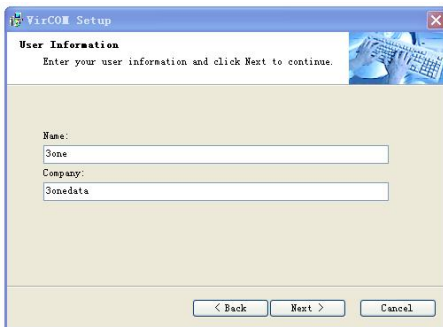 VirCOM Setup
User Information
Enter your user information and click Next to continue.
Name:
3one
Company:
3onedata
< Back
Next >
Cancel